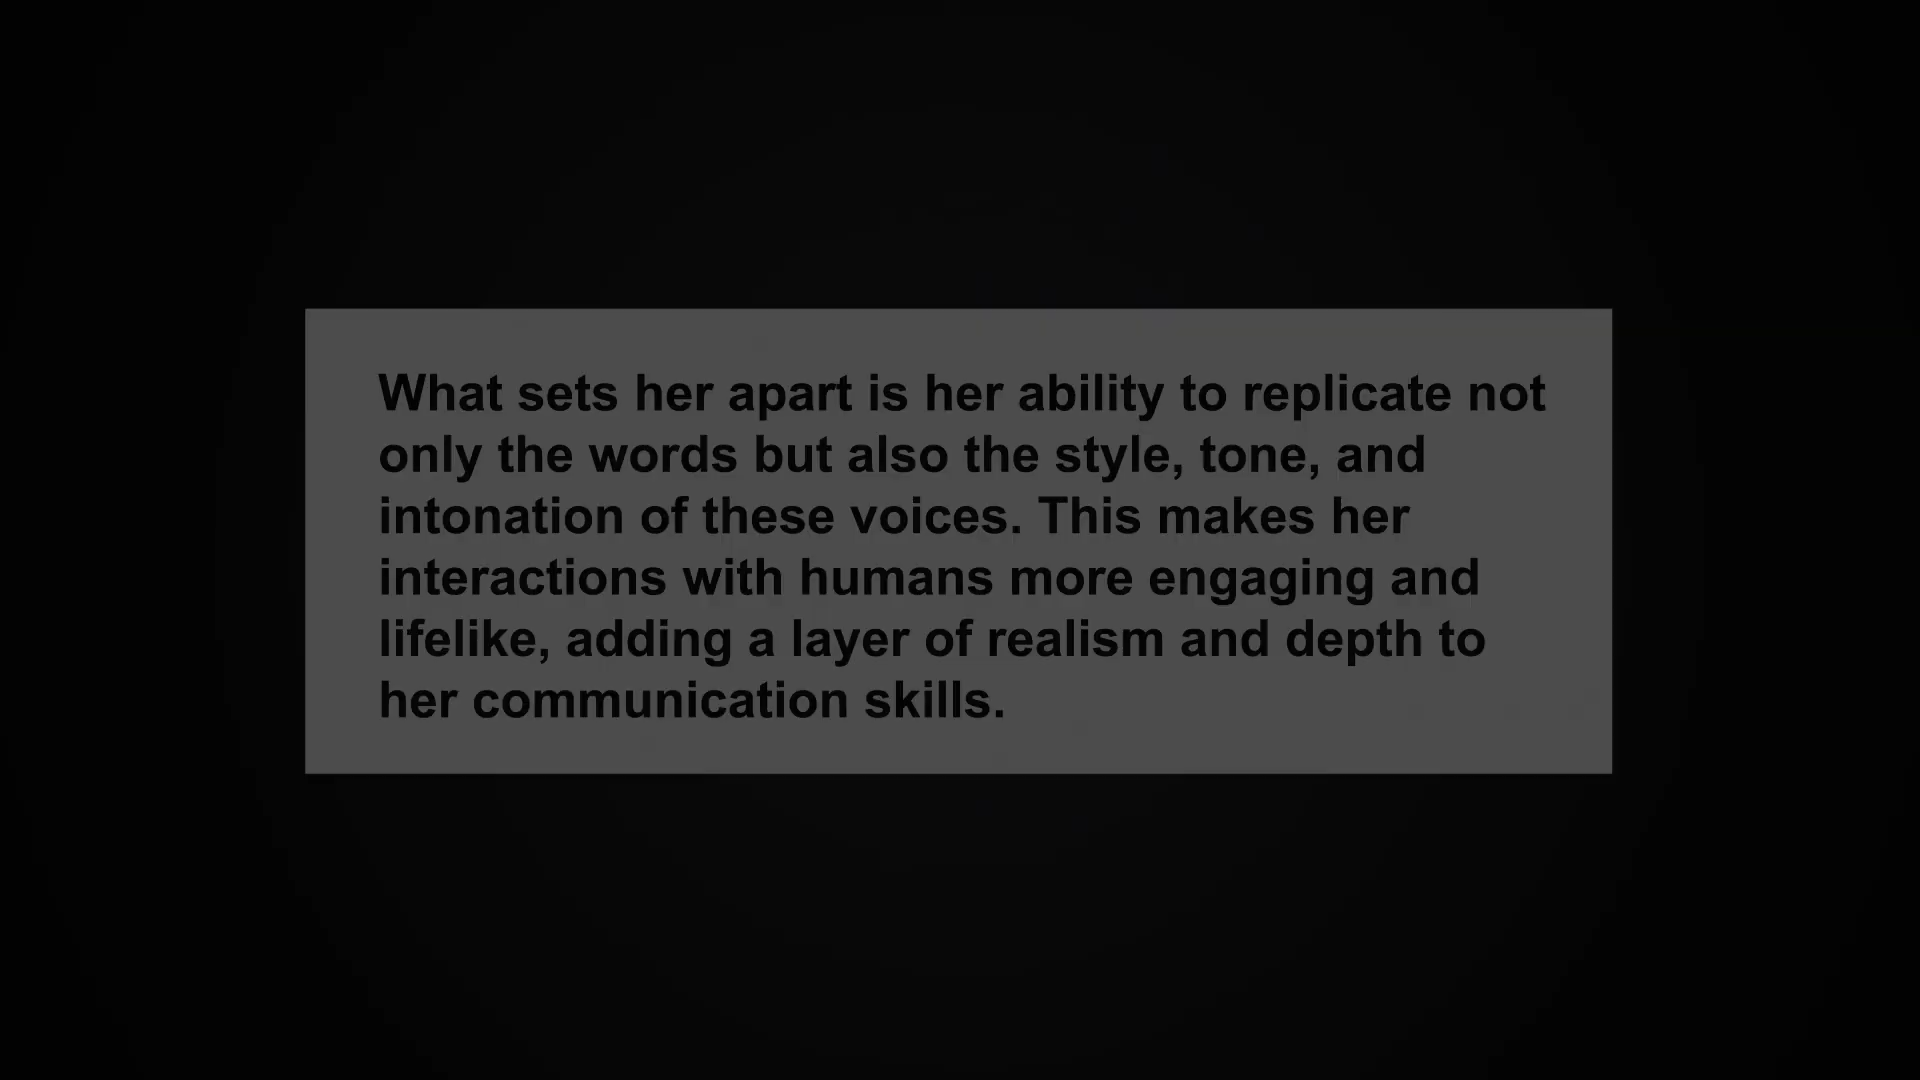 What sets her apart is her ability to replicate not
only the words but also the style, tone, and
intonation of these voices. This makes her
interactions with humans more engaging and
lifelike, adding a layer of realism and depth to
her communication skills.